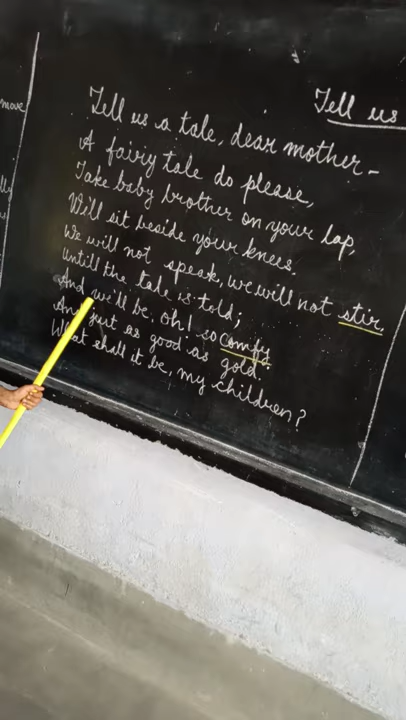 move
Tell us
Tell us a tale, dear mother-
A fairy tale do please,
Take baby brother on your lap,
Will sit beside your knees.
We will not speak, we will not stir,
Untill the tale is told;
And we'll be, oh! so comfy
And just as good as gold.
What shall it be, my children?